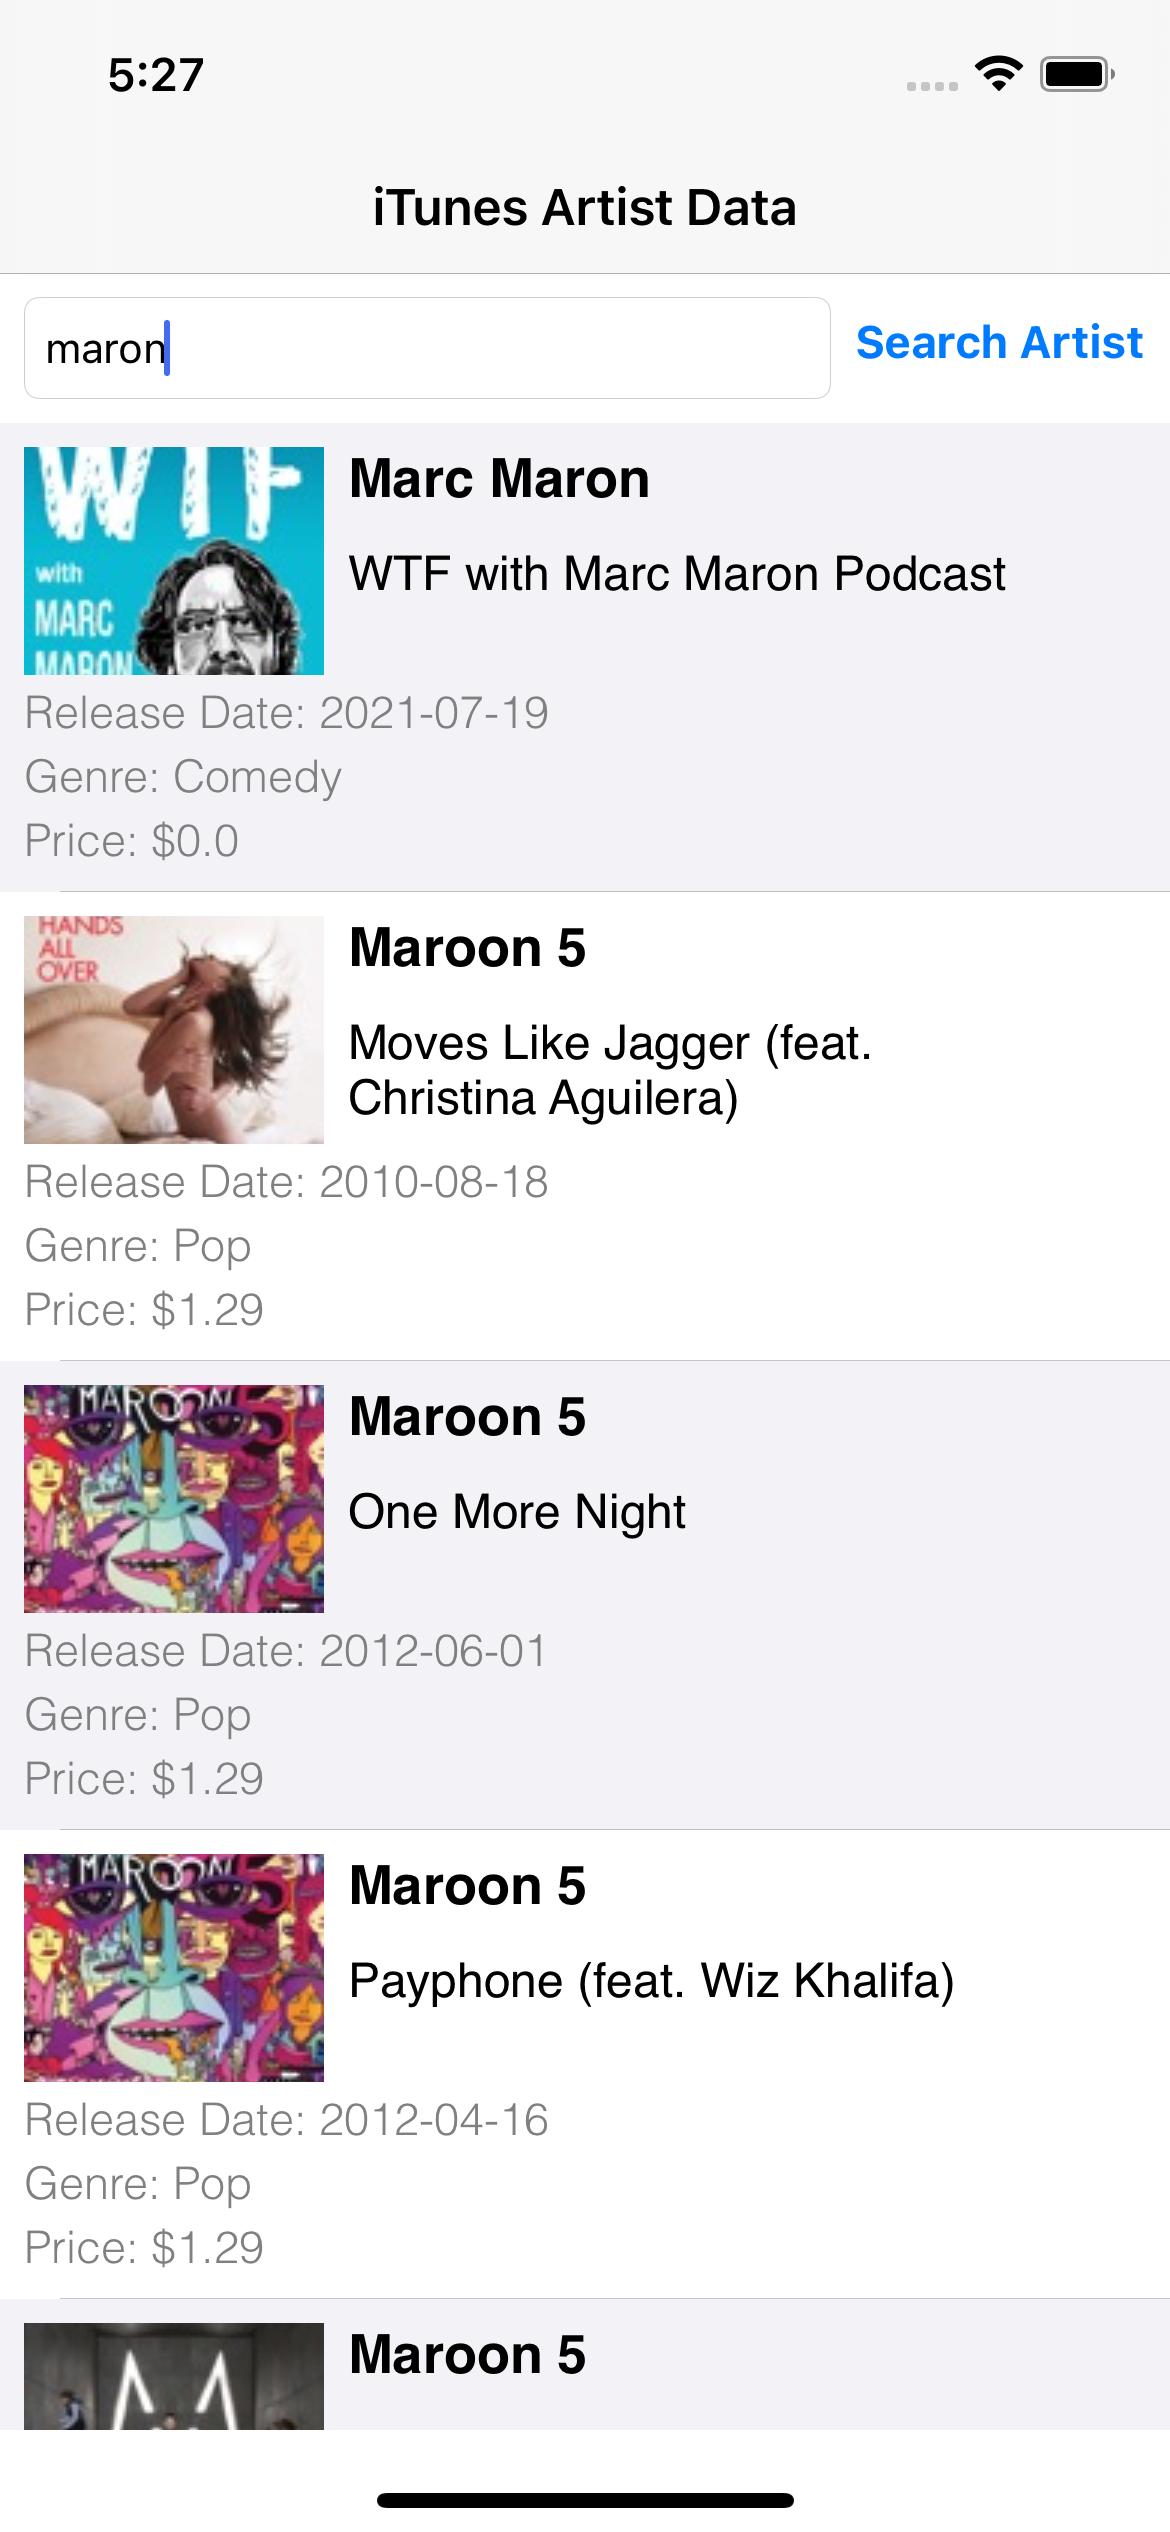 5:27
iTunes Artist Data
maron
Search Artist
WTF
with
MARC
MARON
Marc Maron
WTF with Marc Maron Podcast
Release Date: 2021-07-19
Genre: Comedy
Price: $0.0
HANDS
ALL
OVER
Maroon 5
Moves Like Jagger (feat.
Christina Aguilera)
Release Date: 2010-08-18
Genre: Pop
Price: $1.29
MAROON 5
Maroon 5
One More Night
Release Date: 2012-06-01
Genre: Pop
Price: $1.29
MAROON 5
Maroon 5
Payphone (feat. Wiz Khalifa)
Release Date: 2012-04-16
Genre: Pop
Price: $1.29
Maroon 5